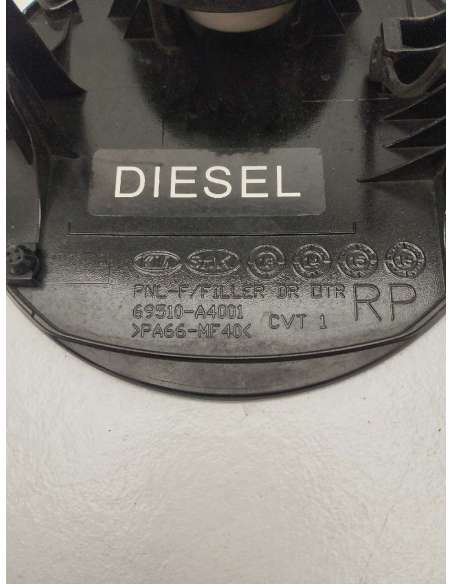 DIESEL
PNL-F/FILLER DR OTR
69510-A4001
>PA66-MF40<
CVT 1
RP